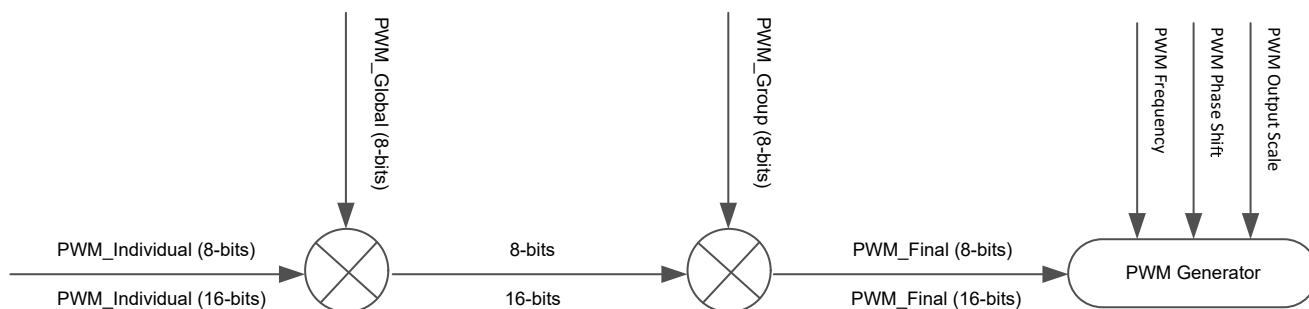 PWM_Global (8-bits)
PWM_Group (8-bits)
PWM Frequency
PWM Phase Shift
PWM Output Scale
PWM_Individual (8-bits)
8-bits
PWM_Final (8-bits)
PWM Generator
PWM_Individual (16-bits)
16-bits
PWM_Final (16-bits)